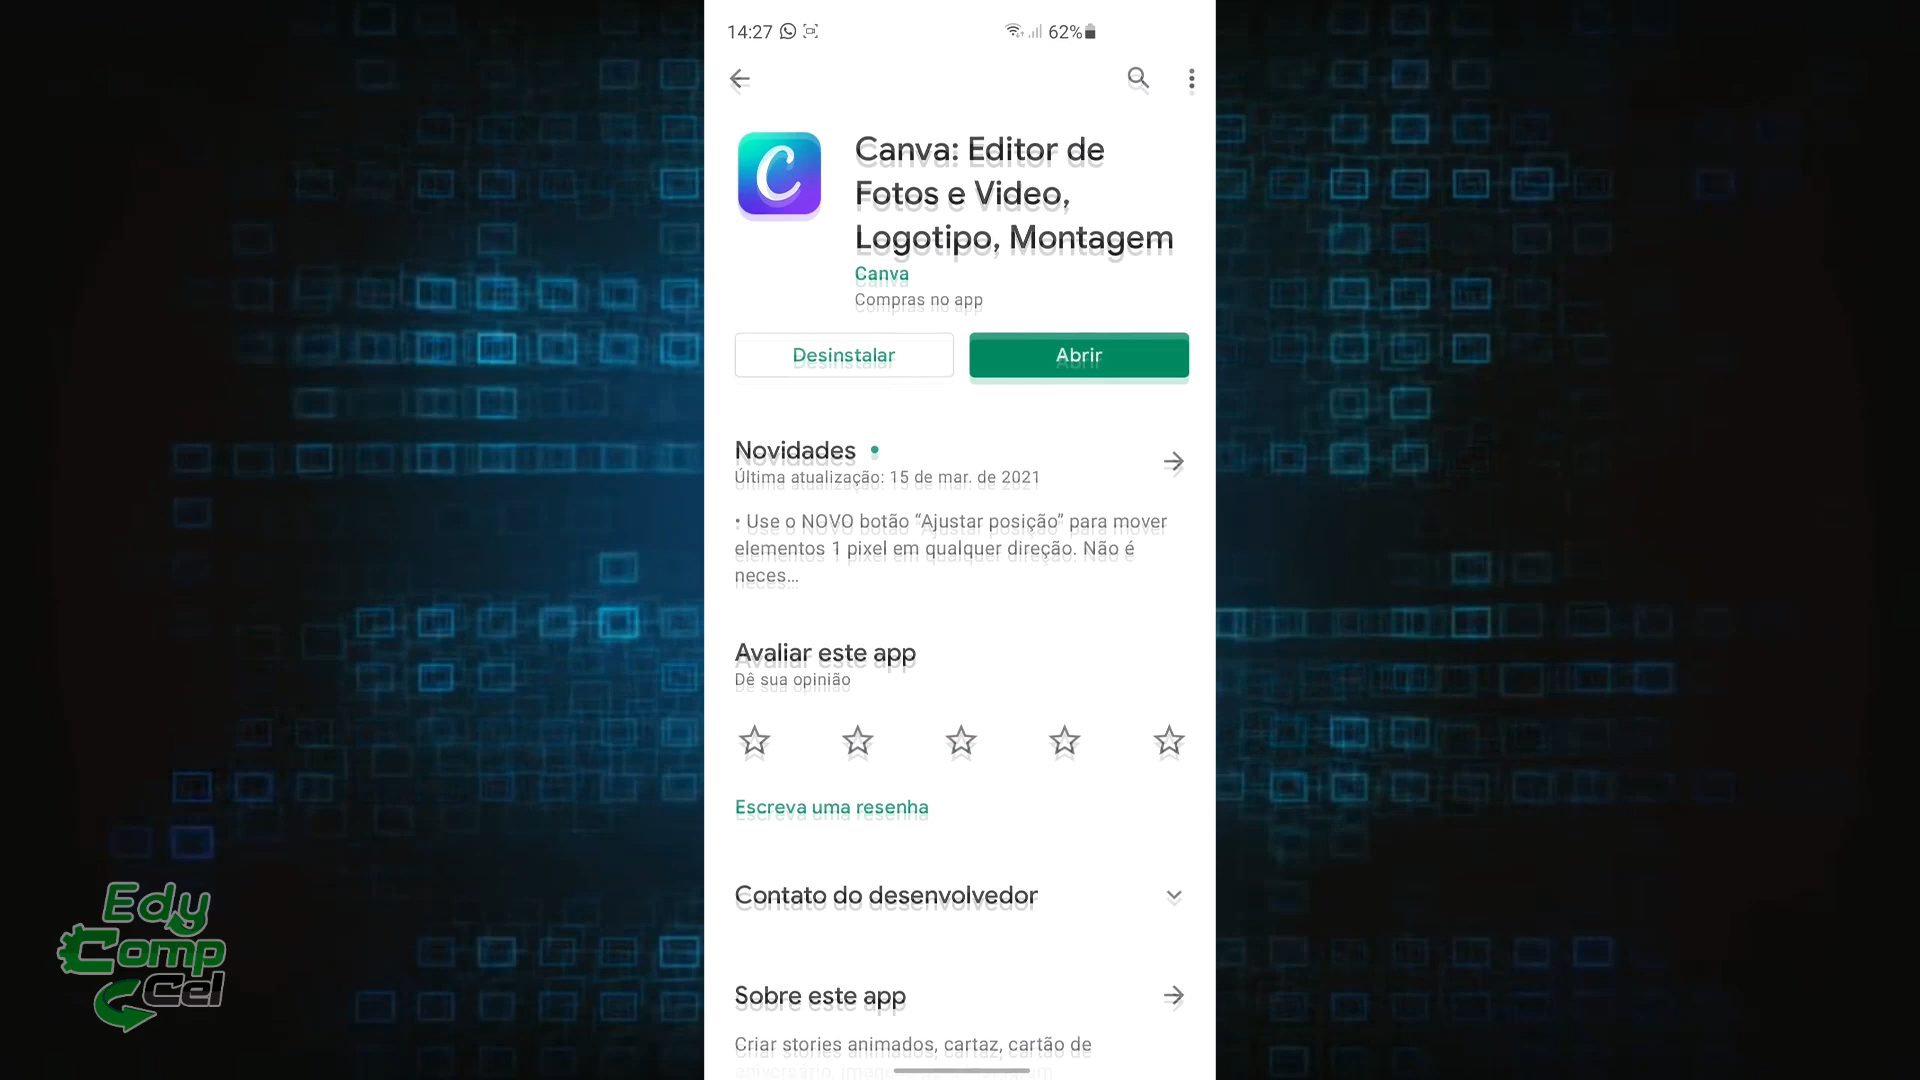 14:27
62%
Canva: Editor de
Fotos e Video,
Logotipo, Montagem
Canva
Compras no app
Desinstalar
Abrir
Novidades
Última atualização: 15 de mar. de 2021
• Use o NOVO botão “Ajustar posição” para mover
elementos 1 pixel em qualquer direção. Não é
neces...
Avaliar este app
Dê sua opinião
Escreva uma resenha
Contato do desenvolvedor
Sobre este app
Criar stories animados, cartaz, cartão de
Edy
Comp
Cel